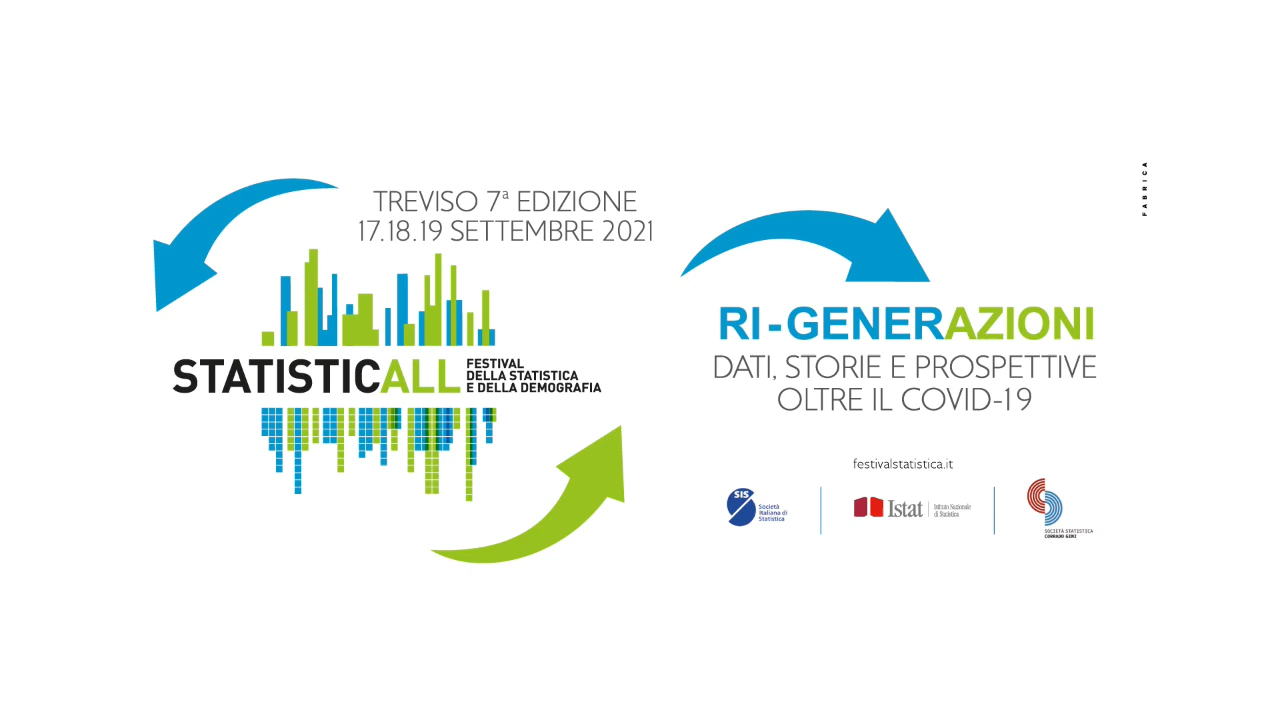 TREVISO 7ª EDIZIONE
17.18.19 SETTEMBRE 2021
STATISTICALL
FESTIVAL
DELLA STATISTICA
E DELLA DEMOGRAFIA
RI-GENERAZIONI
DATI, STORIE E PROSPETTIVE
OLTRE IL COVID-19
festivalstatistica.it
SIS
Società
Italiana di
Statistica
Istat
Istituto Nazionale
di Statistica
SOCIETÀ STATISTICA
CORRADO GINI
FABRICA